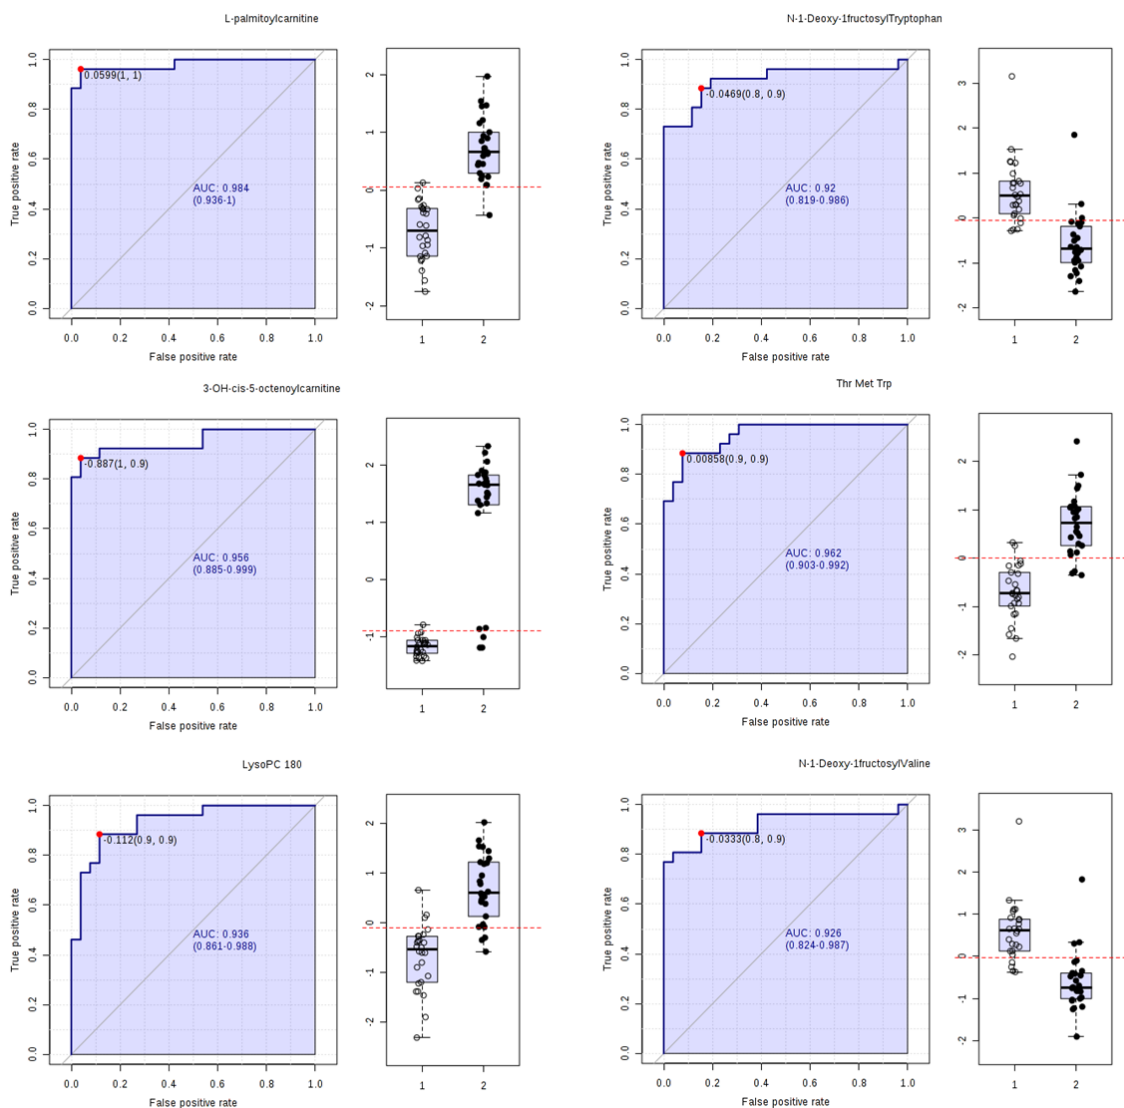 L-palmitoylcarnitine
True positive rate
0.0 0.2 0.4 0.6 0.8 1.0
0.0599(1, 1)
AUC: 0.984
(0.936-1)
0.0 0.2 0.4 0.6 0.8 1.0
False positive rate
-2 -1 0 1 2
1 2
N-1-Deoxy-1fructosylTryptophan
True positive rate
0.0 0.2 0.4 0.6 0.8 1.0
-0.0469(0.8, 0.9)
AUC: 0.92
(0.819-0.986)
0.0 0.2 0.4 0.6 0.8 1.0
False positive rate
-2 -1 0 1 2 3
1 2
3-OH-cis-5-octenoylcarnitine
True positive rate
0.0 0.2 0.4 0.6 0.8 1.0
-0.887(1, 0.9)
AUC: 0.956
(0.885-0.999)
0.0 0.2 0.4 0.6 0.8 1.0
False positive rate
-1 0 1 2
1 2
Thr Met Trp
True positive rate
0.0 0.2 0.4 0.6 0.8 1.0
0.00858(0.9, 0.9)
AUC: 0.962
(0.903-0.992)
0.0 0.2 0.4 0.6 0.8 1.0
False positive rate
-2 -1 0 1 2
1 2
LysoPC 180
True positive rate
0.0 0.2 0.4 0.6 0.8 1.0
-0.112(0.9, 0.9)
AUC: 0.936
(0.861-0.988)
0.0 0.2 0.4 0.6 0.8 1.0
False positive rate
-2 -1 0 1 2
1 2
N-1-Deoxy-1fructosylValine
True positive rate
0.0 0.2 0.4 0.6 0.8 1.0
-0.0333(0.8, 0.9)
AUC: 0.926
(0.824-0.987)
0.0 0.2 0.4 0.6 0.8 1.0
False positive rate
-2 -1 0 1 2 3
1 2